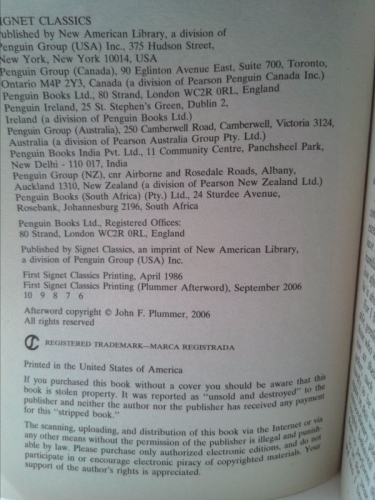 IGNET CLASSICS
ublished by New American Library, a division of
enguin Group (USA) Inc., 375 Hudson Street,
ew York, New York 10014, USA
enguin Group (Canada), 90 Eglinton Avenue East, Suite 700, Toronto,
Ontario M4P 2Y3, Canada (a division of Pearson Penguin Canada Inc.)
Penguin Books Ltd., 80 Strand, London WC2R 0RL, England
Penguin Ireland, 25 St. Stephen's Green, Dublin 2,
Ireland (a division of Penguin Books Ltd.)
Penguin Group (Australia), 250 Camberwell Road, Camberwell, Victoria 3124,
Australia (a division of Pearson Australia Group Pty. Ltd.)
Penguin Books India Pvt. Ltd., 11 Community Centre, Panchsheel Park,
New Delhi - 110 017, India
Penguin Group (NZ), cnr Airborne and Rosedale Roads, Albany,
Auckland 1310, New Zealand (a division of Pearson New Zealand Ltd.)
Penguin Books (South Africa) (Pty.) Ltd., 24 Sturdee Avenue,
Rosebank, Johannesburg 2196, South Africa
Penguin Books Ltd., Registered Offices:
80 Strand, London WC2R 0RL, England
Published by Signet Classics, an imprint of New American Library,
a division of Penguin Group (USA) Inc.
First Signet Classics Printing, April 1986
First Signet Classics Printing (Plummer Afterword), September 2006
10 9 8 7 6
Afterword copyright © John F. Plummer, 2006
All rights reserved
REGISTERED TRADEMARK—MARCA REGISTRADA
Printed in the United States of America
If you purchased this book without a cover you should be aware that this
book is stolen property. It was reported as "unsold and destroyed" to the
publisher and neither the author nor the publisher has received any payment
for this "stripped book."
The scanning, uploading, and distribution of this book via the Internet or via
any other means without the permission of the publisher is illegal and punish-
able by law. Please purchase only authorized electronic editions, and do not
participate in or encourage electronic piracy of copyrighted materials. Your
support of the author's rights is appreciated.